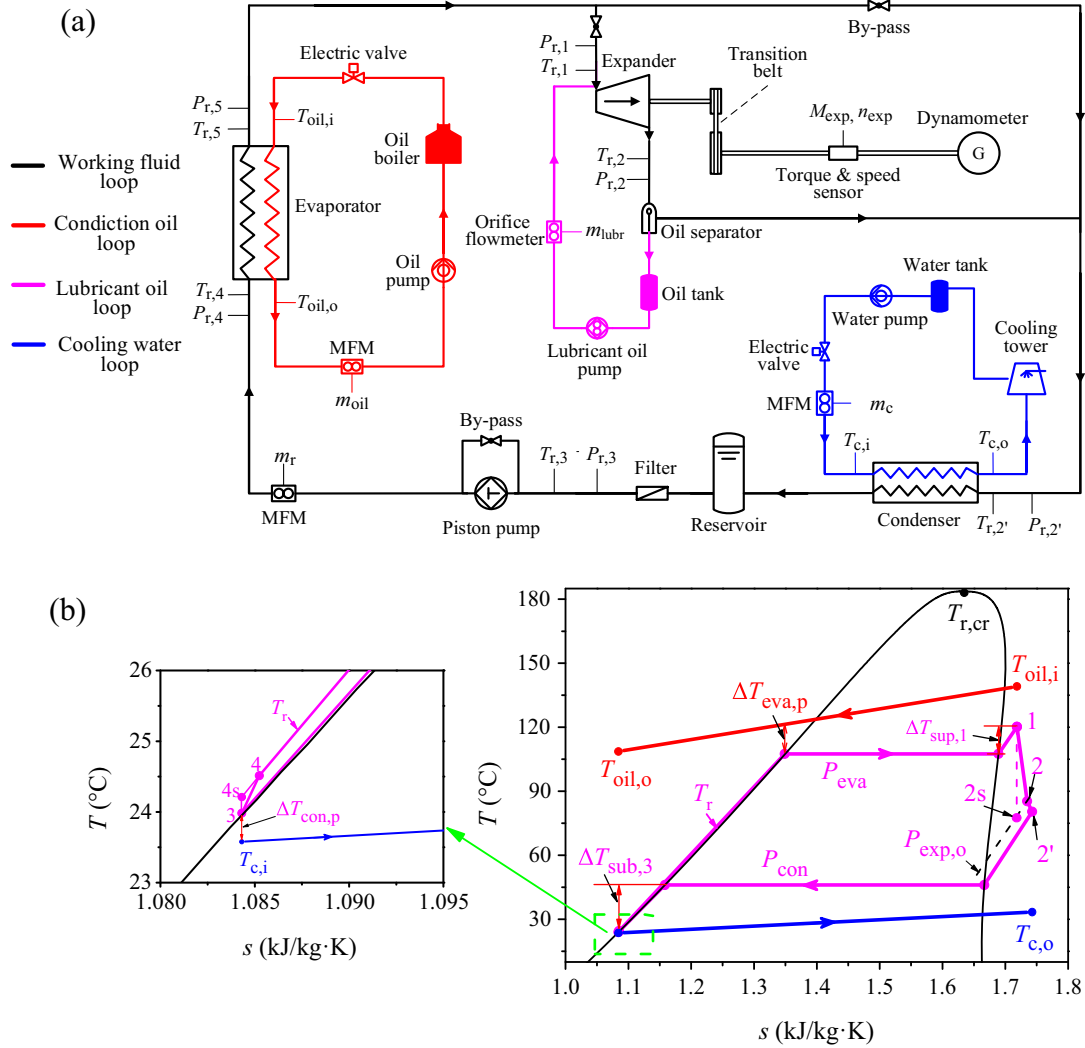 (a)
By-pass
Electric valve
P_r,1
T_r,1
Expander
Transition
belt
P_r,5
T_r,5
T_oil,i
Oil
boiler
M_exp, n_exp
Dynamometer
G
Torque & speed
sensor
T_r,2
P_r,2
Working fluid
loop
Condiction oil
loop
Lubricant oil
loop
Cooling water
loop
Evaporator
Orifice
flowmeter
m_lubr
Oil separator
Oil
pump
Oil tank
T_r,4
P_r,4
T_oil,o
MFM
m_oil
Lubricant oil
pump
Water tank
Water pump
Cooling
tower
Electric
valve
MFM
m_c
T_c,i
T_c,o
By-pass
T_r,3 - P_r,3
Filter
m_r
MFM
Piston pump
Reservoir
Condenser
T_r,2'
P_r,2'
(b)
26
25
24
23
T (°C)
1.080
1.085
1.090
1.095
s (kJ/kg·K)
T_r
4
4s
3
ΔT_con,p
T_c,i
180
150
120
90
60
30
T (°C)
1.0
1.1
1.2
1.3
1.4
1.5
1.6
1.7
1.8
s (kJ/kg·K)
T_r,cr
T_oil,i
ΔT_eva,p
ΔT_sup,1
1
T_oil,o
P_eva
T_r
2
2s
2'
P_exp,o
ΔT_sub,3
P_con
T_c,o